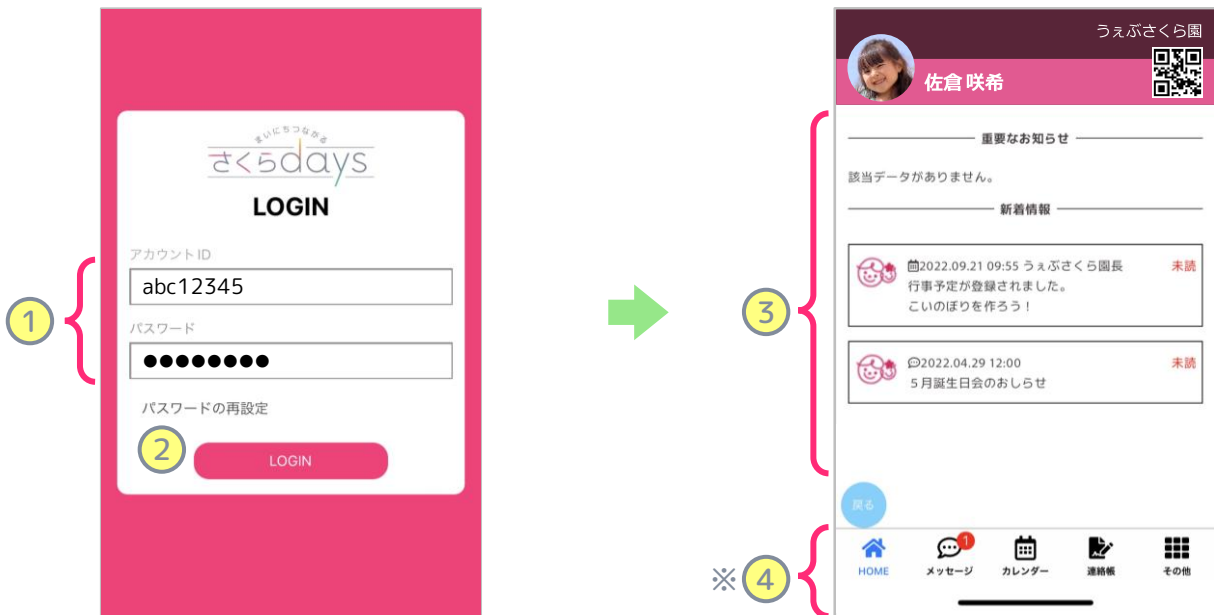 まいにちつながる
さくらdays
LOGIN
アカウント ID
abc12345
パスワード
●●●●●●●●
パスワードの再設定
LOGIN
1
2
うぇぶさくら園
佐倉 咲希
重要なお知らせ
該当データがありません。
新着情報
2022.09.21 09:55 うぇぶさくら園長 未読
行事予定が登録されました。
こいのぼりを作ろう！
2022.04.29 12:00 未読
５月誕生日会のおしらせ
3
戻る
※4
1
HOME メッセージ カレンダー 連絡帳 その他